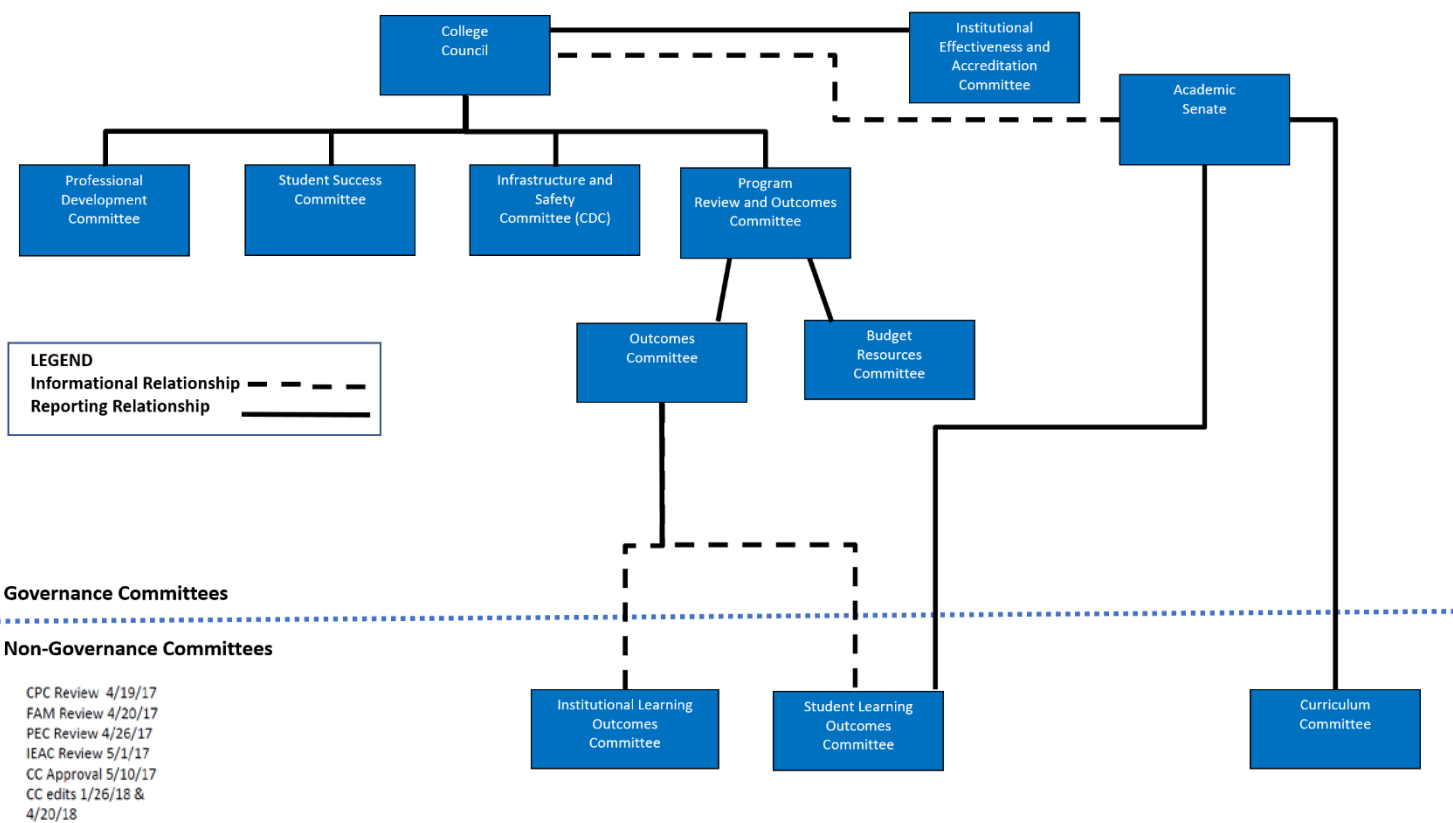 College
Council
Institutional
Effectiveness and
Accreditation
Committee
Academic
Senate
Professional
Development
Committee
Student Success
Committee
Infrastructure and
Safety
Committee (CDC)
Program
Review and Outcomes
Committee
Outcomes
Committee
Budget
Resources
Committee
LEGEND
Informational Relationship
Reporting Relationship
Governance Committees
Non-Governance Committees
CPC Review 4/19/17
FAM Review 4/20/17
PEC Review 4/26/17
IEAC Review 5/1/17
CC Approval 5/10/17
CC edits 1/26/18 &
4/20/18
Institutional Learning
Outcomes
Committee
Student Learning
Outcomes
Committee
Curriculum
Committee